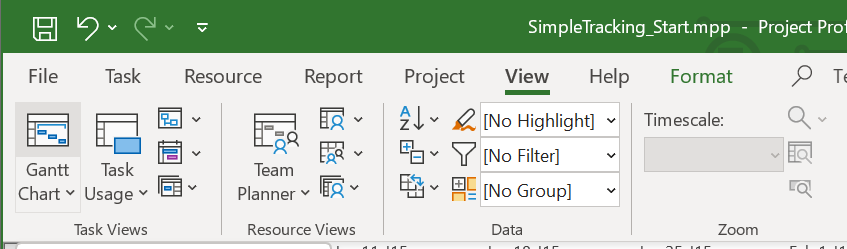 SimpleTracking_Start.mpp - Project Prof
File Task Resource Report Project View Help Format
Gantt Chart Task Usage Team Planner A Z [No Highlight] Timescale:
[No Filter]
[No Group]
Task Views Resource Views Data Zoom